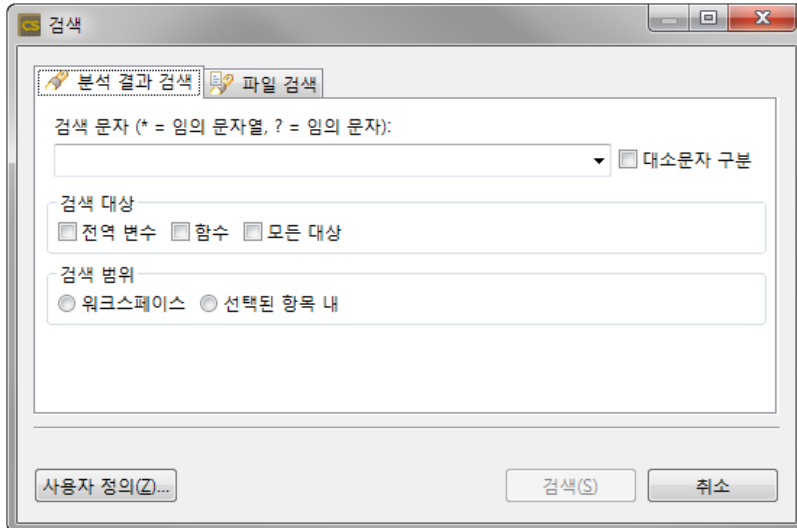 CS 검색
분석 결과 검색 파일 검색
검색 문자 (* = 임의 문자열, ? = 임의 문자):
대소문자 구분
검색 대상
전역 변수 함수 모든 대상
검색 범위
워크스페이스 선택된 항목 내
사용자 정의(Z)... 검색(S) 취소